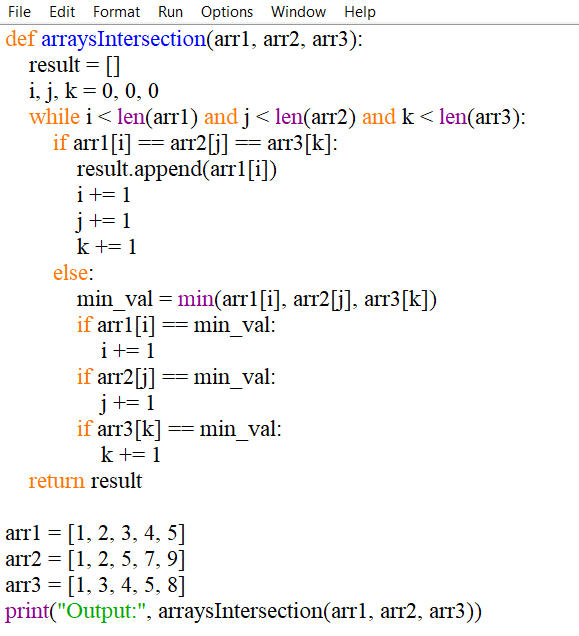 File Edit Format Run Options Window Help
def arraysIntersection(arr1, arr2, arr3):
    result = []
    i, j, k = 0, 0, 0
    while i < len(arr1) and j < len(arr2) and k < len(arr3):
        if arr1[i] == arr2[j] == arr3[k]:
            result.append(arr1[i])
            i += 1
            j += 1
            k += 1
        else:
            min_val = min(arr1[i], arr2[j], arr3[k])
            if arr1[i] == min_val:
                i += 1
            if arr2[j] == min_val:
                j += 1
            if arr3[k] == min_val:
                k += 1
    return result
arr1 = [1, 2, 3, 4, 5]
arr2 = [1, 2, 5, 7, 9]
arr3 = [1, 3, 4, 5, 8]
print("Output:", arraysIntersection(arr1, arr2, arr3))